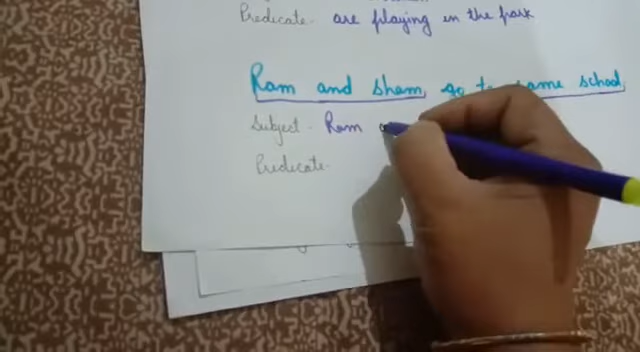 Predicate- are playing in the park
Ram and sham go to same school
Subject - Ram
Predicate-